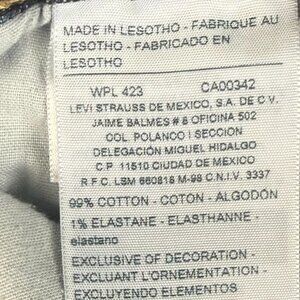 MADE IN LESOTHO - FABRIQUE AU
LESOTHO - FABRICADO EN
LESOTHO
WPL 423 CA00342
LEVI STRAUSS DE MEXICO, S.A. DE C.V.
JAIME BALMES # 8 OFICINA 502
COL. POLANCO I SECCION
DELEGACIÓN MIGUEL HIDALGO
C.P. 11510 CIUDAD DE MEXICO
R.F.C. LSM 660818 M-98 C.N.I.V. 3337
99% COTTON - COTON - ALGODÓN
1% ELASTANE - ELASTHANNE -
elastano
EXCLUSIVE OF DECORATION -
EXCLUANT L'ORNEMENTATION -
EXCLUYENDO ELEMENTOS